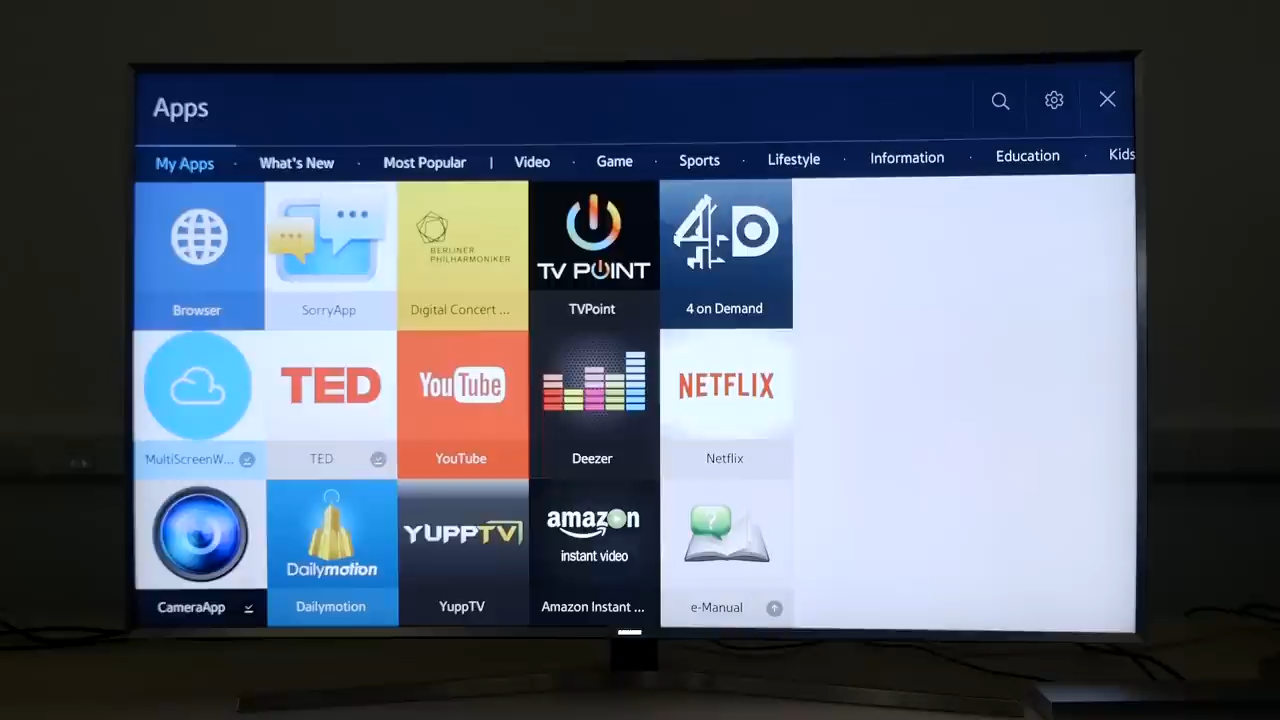 Apps
My Apps · What's New · Most Popular | Video · Game · Sports · Lifestyle · Information · Education · Kids
BERLINER
PHILHARMONIKER
TV POINT
4oD
Browser
SorryApp
Digital Concert ...
TVPoint
4 on Demand
TED
YouTube
NETFLIX
MultiScreenW...
TED
YouTube
Deezer
Netflix
Dailymotion
YUPPTV
amazon
instant video
?
CameraApp
Dailymotion
YuppTV
Amazon Instant ...
e-Manual